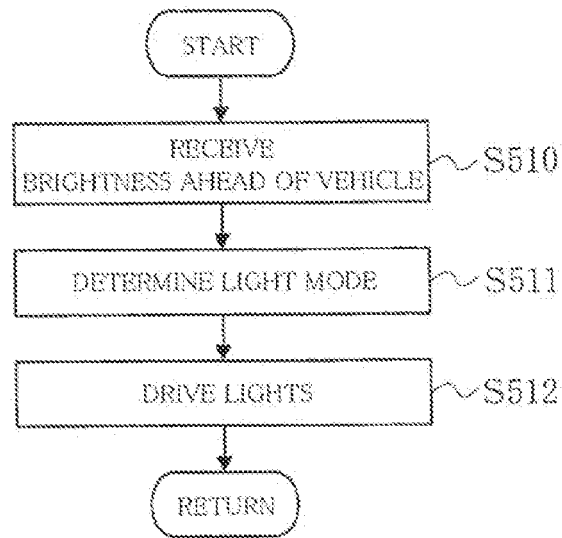 START
RECEIVE
BRIGHTNESS AHEAD OF VEHICLE
S510
DETERMINE LIGHT MODE
S511
DRIVE LIGHTS
S512
RETURN